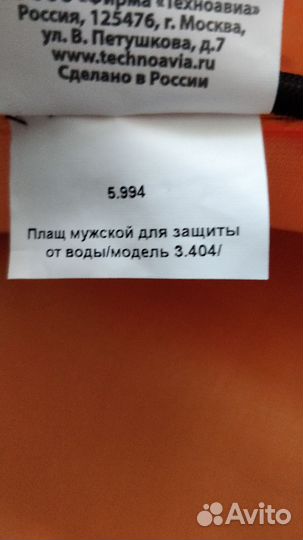 ООО «Фирма «Техноавиа»
Россия, 125476, г. Москва,
ул. В. Петушкова, д.7
www.technoavia.ru
Сделано в России
5.994
Плащ мужской для защиты
от воды/модель 3.404/
Avito